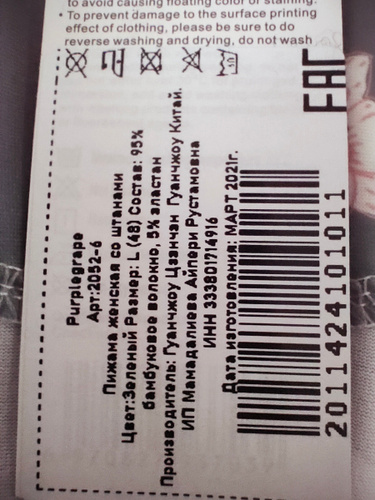 to avoid causing floating color or staining.
• To prevent damage to the surface printing
effect of clothing, please be sure to do
reverse washing and drying, do not wash
EAC
Purplegrape
Арт:2052-6
Пижама женская со штанами
Цвет:Зеленый Размер: L (48) Состав: 95%
бамбуковое волокно, 5% эластан
Производитель: Гуанчжоу Цзэнчан Гуанчжоу Китай.
ИП Мамадалиева Айпери Рустановна
ИНН 333801714916
Дата изготовления: МАРТ 2021г.
2011424101011